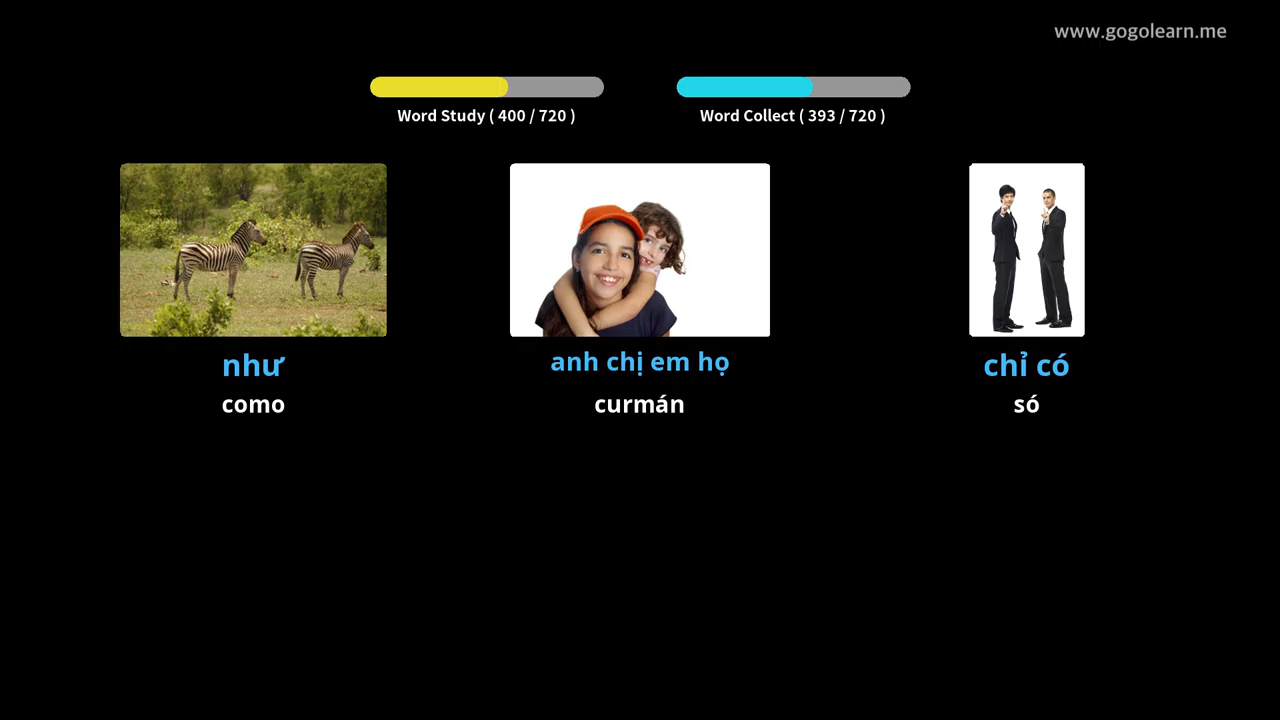 www.gogolearn.me
Word Study ( 400 / 720 )
Word Collect ( 393 / 720 )
như
anh chị em họ
chỉ có
como
curmán
só